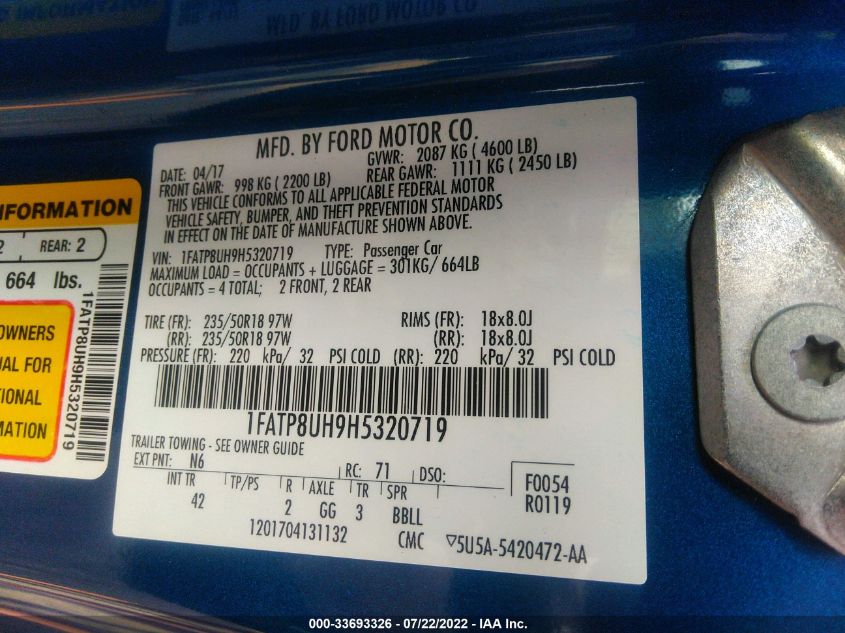 MFD. BY FORD MOTOR CO.
INFORMATION
MFD. BY FORD MOTOR CO.
DATE: 04/17 GVWR: 2087 KG ( 4600 LB)
FRONT GAWR: 998 KG ( 2200 LB) REAR GAWR: 1111 KG ( 2450 LB)
THIS VEHICLE CONFORMS TO ALL APPLICABLE FEDERAL MOTOR
VEHICLE SAFETY, BUMPER, AND THEFT PREVENTION STANDARDS
IN EFFECT ON THE DATE OF MANUFACTURE SHOWN ABOVE.
VIN: 1FATP8UH9H5320719 TYPE: Passenger Car
MAXIMUM LOAD = OCCUPANTS + LUGGAGE = 301KG/ 664LB
OCCUPANTS = 4 TOTAL; 2 FRONT, 2 REAR
TIRE (FR): 235/50R18 97W RIMS (FR): 18x8.0J
(RR): 235/50R18 97W (RR): 18x8.0J
PRESSURE (FR): 220 kPa/ 32 PSI COLD (RR): 220 kPa/ 32 PSI COLD
1FATP8UH9H5320719
TRAILER TOWING - SEE OWNER GUIDE
EXT PNT: N6 RC: 71 DSO:
INT TR TP/PS R AXLE TR SPR
42 2 GG 3 BBLL
F0054
R0119
1201704131132 CMC ▽5U5A-5420472-AA
INFORMATION
2 REAR: 2
664 lbs.
OWNERS
UAL FOR
TIONAL
MATION
1FATP8UH9H5320719
000-33693326 - 07/22/2022 - IAA Inc.